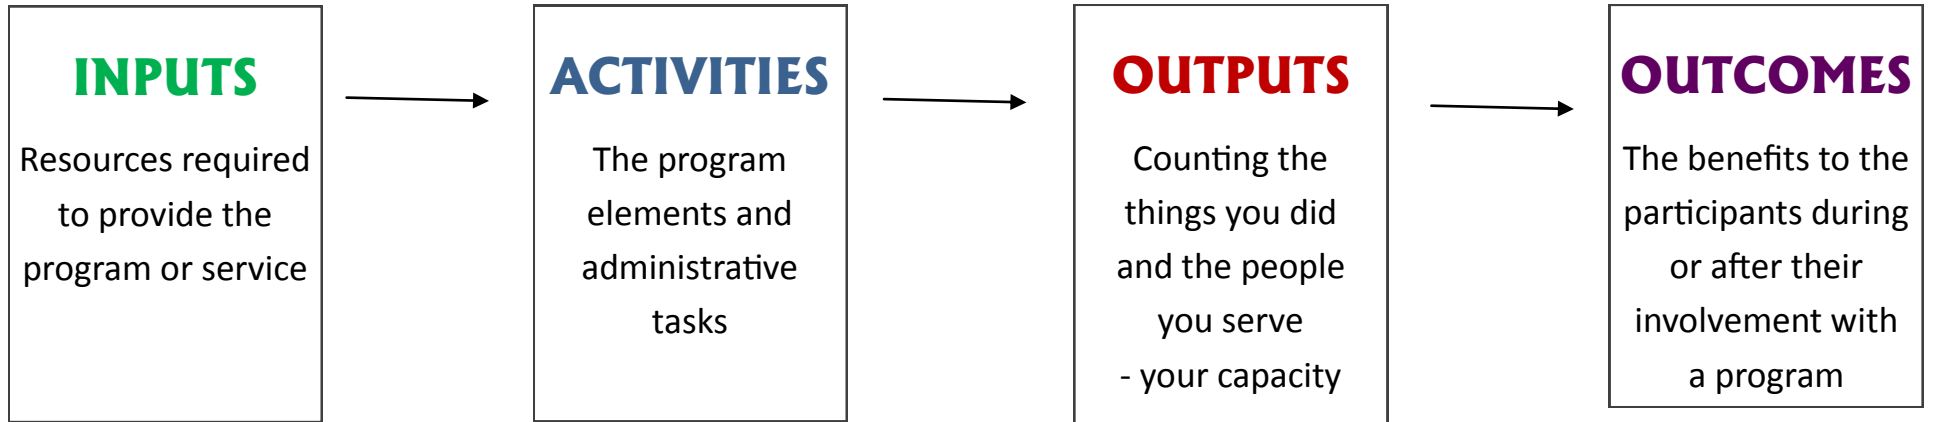 INPUTS
Resources required
to provide the
program or service
ACTIVITIES
The program
elements and
administrative
tasks
OUTPUTS
Counting the
things you did
and the people
you serve
- your capacity
OUTCOMES
The benefits to the
participants during
or after their
involvement with
a program